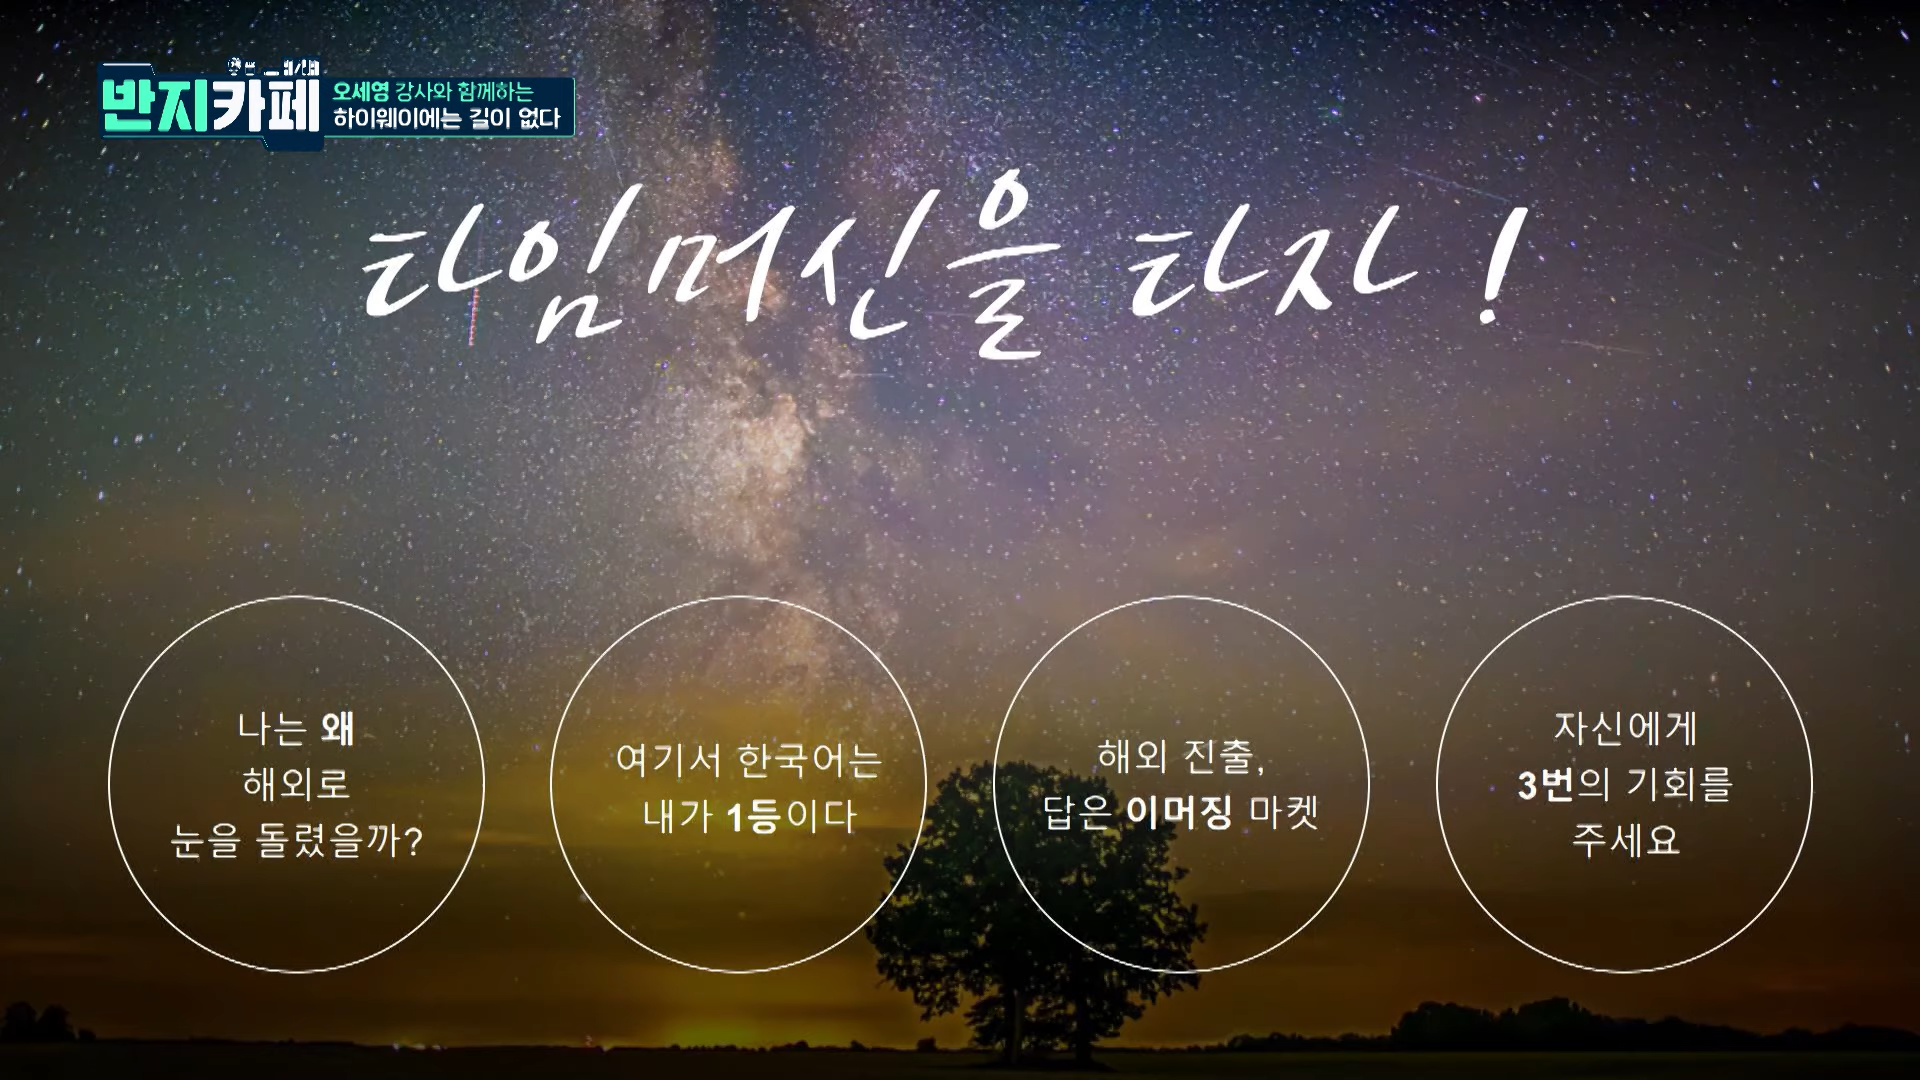 반지카페
오세영 강사와 함께하는
하이웨이에는 길이 없다
타임머신을 타자 !
나는 왜
해외로
눈을 돌렸을까?
여기서 한국어는
내가 1등이다
해외 진출,
답은 이머징 마켓
자신에게
3번의 기회를
주세요